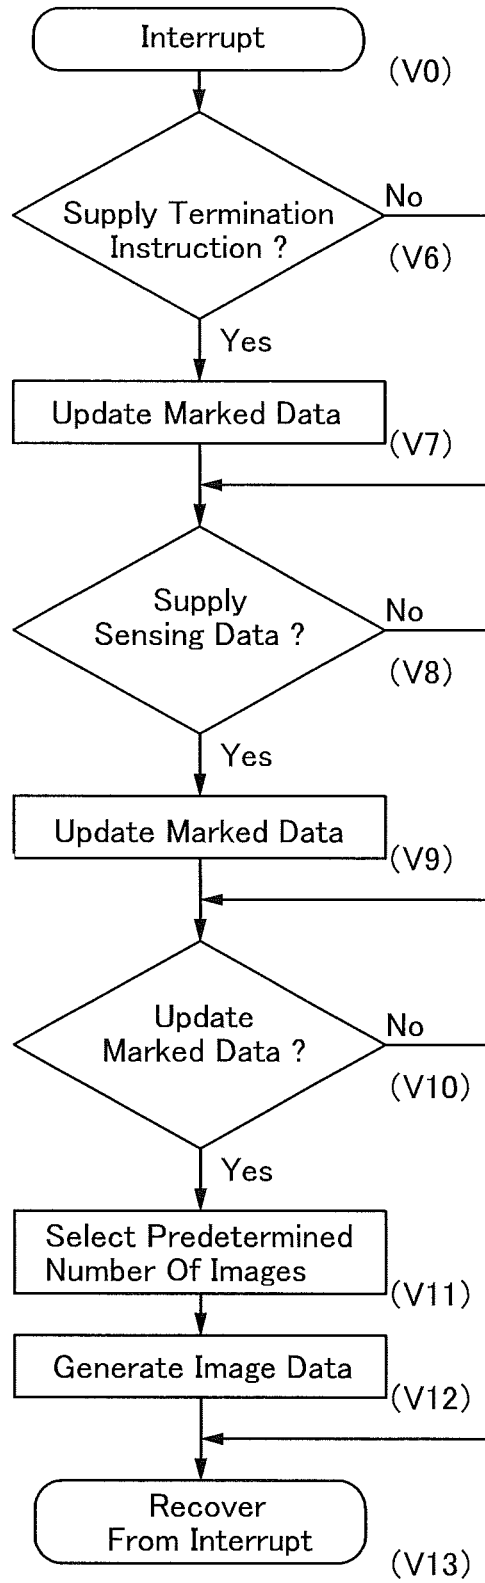 Interrupt
(V0)
Supply Termination
Instruction ?
No
(V6)
Yes
Update Marked Data
(V7)
Supply
Sensing Data ?
No
(V8)
Yes
Update Marked Data
(V9)
Update
Marked Data ?
No
(V10)
Yes
Select Predetermined
Number Of Images
(V11)
Generate Image Data
(V12)
Recover
From Interrupt
(V13)